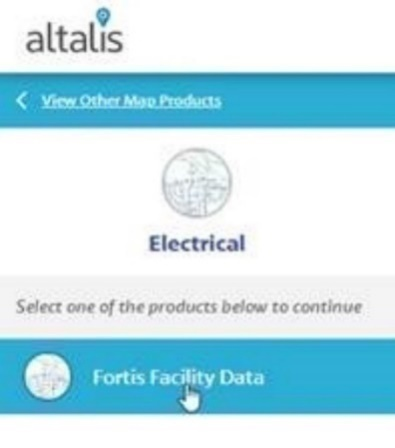 altalis
View Other Map Products
Electrical
Select one of the products below to continue
Fortis Facility Data